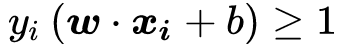 yᵢ (𝒘 · 𝒙ᵢ + b) ≥ 1